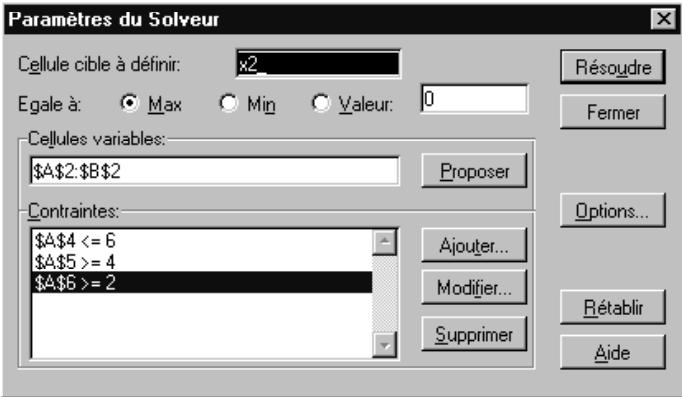 Paramètres du Solveur
Cellule cible à définir: x2_
Résoudre
Egale à: Max Min Valeur: 0
Fermer
Cellules variables:
$A$2:$B$2
Proposer
Contraintes:
Options...
$A$4 <= 6
$A$5 >= 4
$A$6 >= 2
Ajouter...
Modifier...
Supprimer
Rétablir
Aide